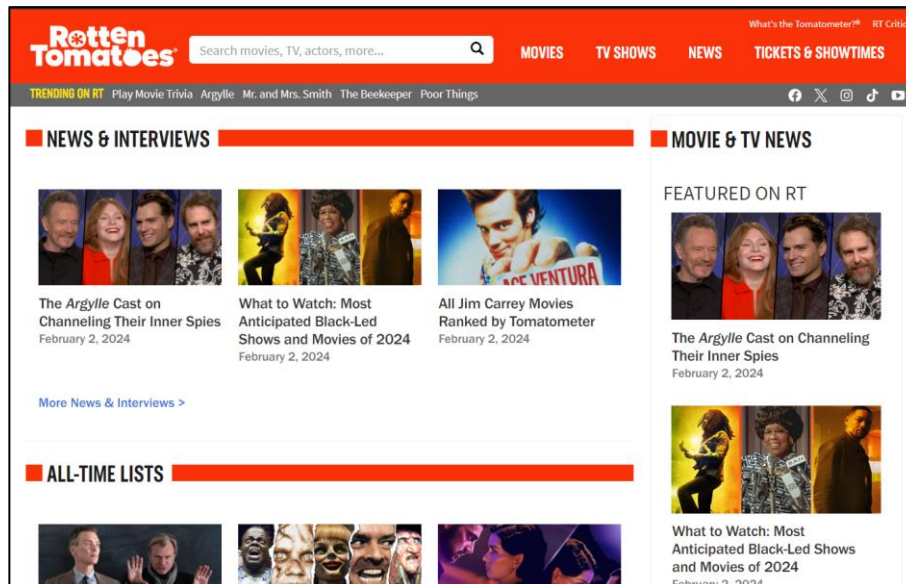 What's the Tomatometer?® RT Critic
Rotten
Tomatoes
Search movies, TV, actors, more...
MOVIES TV SHOWS NEWS TICKETS & SHOWTIMES
TRENDING ON RT Play Movie Trivia Argylle Mr. and Mrs. Smith The Beekeeper Poor Things
NEWS & INTERVIEWS
ACE VENTURA
The Argylle Cast on
Channeling Their Inner Spies
February 2, 2024
What to Watch: Most
Anticipated Black-Led
Shows and Movies of 2024
February 2, 2024
All Jim Carrey Movies
Ranked by Tomatometer
February 2, 2024
More News & Interviews >
ALL-TIME LISTS
MOVIE & TV NEWS
FEATURED ON RT
The Argylle Cast on Channeling
Their Inner Spies
February 2, 2024
What to Watch: Most
Anticipated Black-Led Shows
and Movies of 2024
February 2, 2024